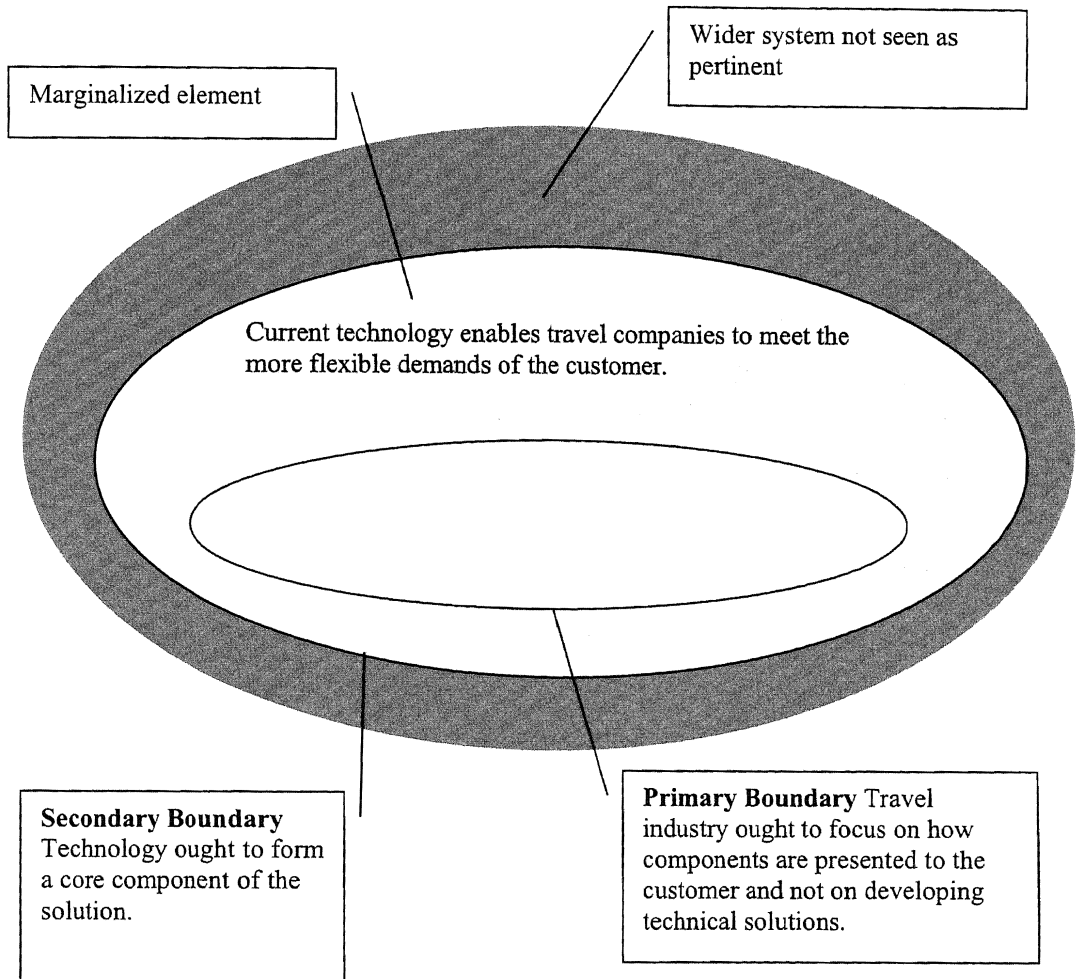 Wider system not seen as
pertinent
Marginalized element
Current technology enables travel companies to meet the
more flexible demands of the customer.
Secondary Boundary
Technology ought to form
a core component of the
solution.
Primary Boundary Travel
industry ought to focus on how
components are presented to the
customer and not on developing
technical solutions.